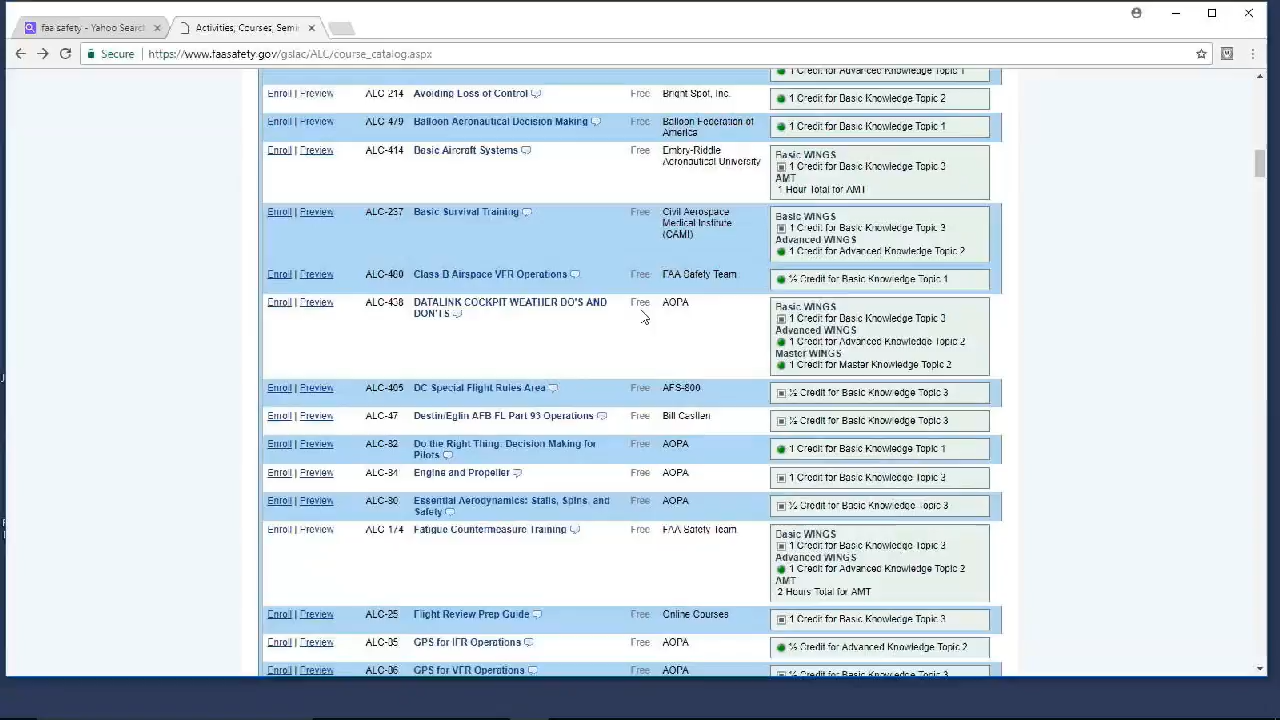 faa safety - Yahoo Search
Activities, Courses, Semi
Secure
https://www.faasafety.gov/gslac/ALC/course_catalog.aspx
1 Credit for Advanced Knowledge Topic 1
Enroll | Preview ALC-214 Avoiding Loss of Control Free Bright Spot, Inc. 1 Credit for Basic Knowledge Topic 2
Enroll | Preview ALC-479 Balloon Aeronautical Decision Making Free Balloon Federation of 1 Credit for Basic Knowledge Topic 1
America
Enroll | Preview ALC-414 Basic Aircraft Systems Free Embry-Riddle Basic WINGS
Aeronautical University 1 Credit for Basic Knowledge Topic 3
AMT
1 Hour Total for AMT
Enroll | Preview ALC-237 Basic Survival Training Free Civil Aerospace Basic WINGS
Medical Institute 1 Credit for Basic Knowledge Topic 3
(CAMI) Advanced WINGS
1 Credit for Advanced Knowledge Topic 2
Enroll | Preview ALC-480 Class B Airspace VFR Operations Free FAA Safety Team ½ Credit for Basic Knowledge Topic 1
Enroll | Preview ALC-438 DATALINK COCKPIT WEATHER DO'S AND Free AOPA Basic WINGS
DON'TS 1 Credit for Basic Knowledge Topic 3
Advanced WINGS
1 Credit for Advanced Knowledge Topic 2
Master WINGS
1 Credit for Master Knowledge Topic 2
Enroll | Preview ALC-405 DC Special Flight Rules Area Free AFS-800 ½ Credit for Basic Knowledge Topic 3
Enroll | Preview ALC-47 Destin/Eglin AFB FL Part 93 Operations Free Bill ½ Credit for Basic Knowledge Topic 3
Enroll | Preview ALC-82 Do the Right Thing: Decision Making for Free AOPA 1 Credit for Basic Knowledge Topic 1
Pilots
Enroll | Preview ALC-84 Engine and Propeller Free AOPA 1 Credit for Basic Knowledge Topic 3
Enroll | Preview ALC-80 Essential Aerodynamics: Stalls, Spins, and Free AOPA ½ Credit for Basic Knowledge Topic 3
Safety
Enroll | Preview ALC-174 Fatigue Countermeasure Training Free FAA Safety Team Basic WINGS
1 Credit for Basic Knowledge Topic 3
Advanced WINGS
1 Credit for Advanced Knowledge Topic 2
AMT
2 Hours Total for AMT
Enroll | Preview ALC-25 Flight Review Prep Guide Free Online Courses 1 Credit for Basic Knowledge Topic 3
Enroll | Preview ALC-85 GPS for IFR Operations Free AOPA ½ Credit for Advanced Knowledge Topic 2
Enroll | Preview ALC-86 GPS for VFR Operations Free AOPA ½ Credit for Basic Knowledge Topic 3